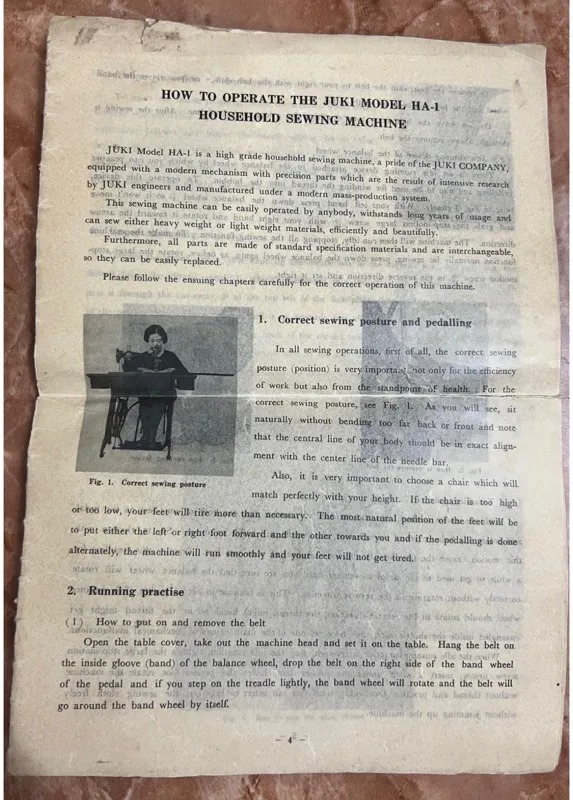 HOW TO OPERATE THE JUKI MODEL HA-1
HOUSEHOLD SEWING MACHINE
JUKI Model HA-1 is a high grade household sewing machine, a pride of the JUKI COMPANY,
equipped with a modern mechanism with precision parts which are the result of intensive research
by JUKI engineers and manufactured under a modern mass-production system.
This sewing machine can be easily operated by anybody, withstands long years of usage and
can sew either heavy weight or light weight materials, efficiently and beautifully.
Furthermore, all parts are made of standard specification materials and are interchangeable,
so they can be easily replaced.
Please follow the ensuing chapters carefully for the correct operation of this machine.
1. Correct sewing posture and pedalling
In all sewing operations, first of all, the correct sewing
posture (position) is very important, not only for the efficiency
of work but also from the standpoint of health. For the
correct sewing posture, see Fig. 1. As you will see, sit
naturally without bending too far back or front and note
that the central line of your body should be in exact align-
ment with the center line of the needle bar.
Fig. 1. Correct sewing posture
Also, it is very important to choose a chair which will
match perfectly with your height. If the chair is too high
or too low, your feet will tire more than necessary. The most natural position of the feet will be
to put either the left or right foot forward and the other towards you and if the pedalling is done
alternately, the machine will run smoothly and your feet will not get tired.
2. Running practise
(1) How to put on and remove the belt
Open the table cover, take out the machine head and set it on the table. Hang the belt on
the inside gloove (band) of the balance wheel, drop the belt on the right side of the band wheel
of the pedal and if you step on the treadle lightly, the band wheel will rotate and the belt will
go around the band wheel by itself.
- 4 -